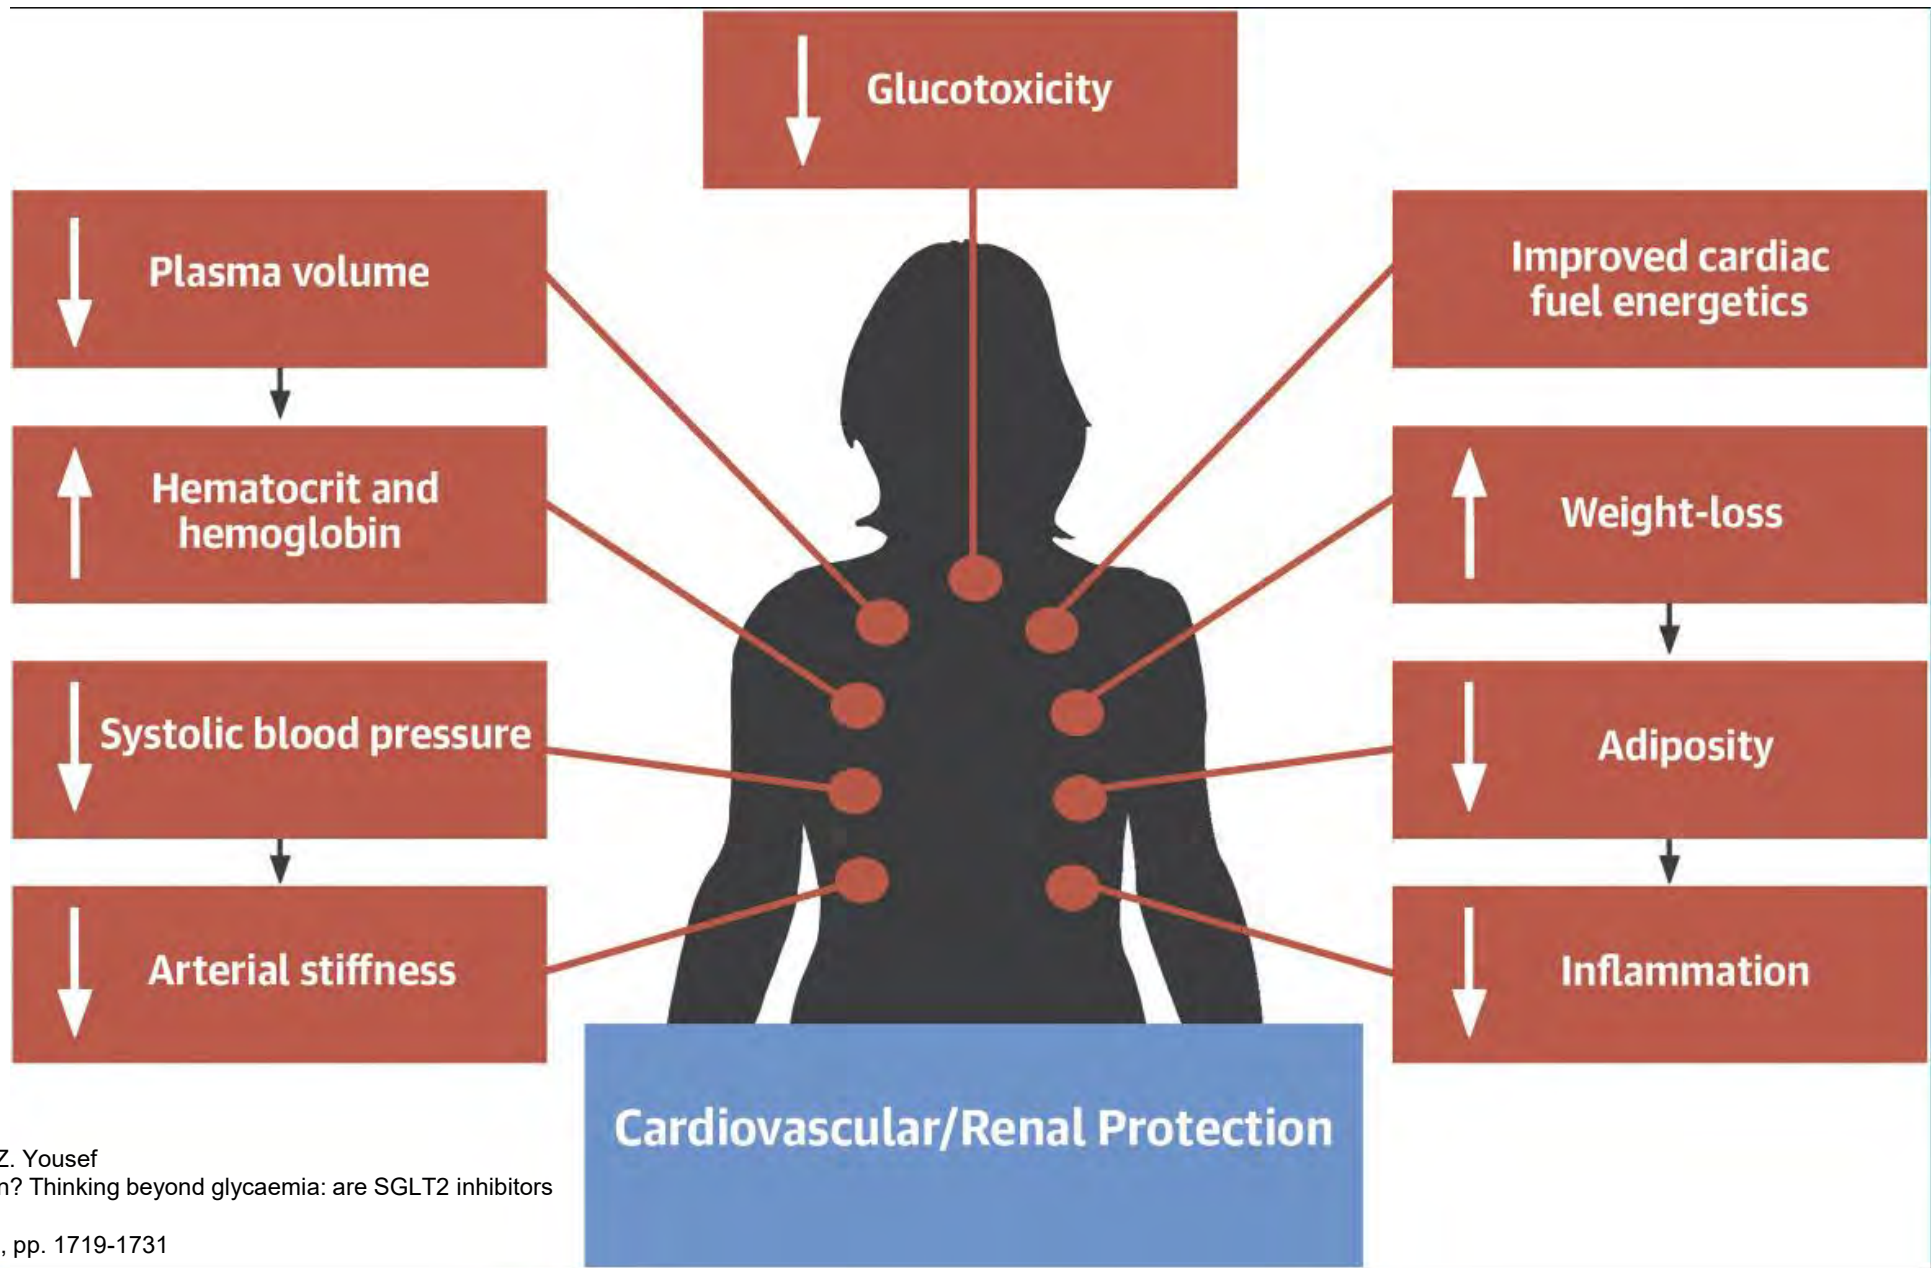 Glucotoxicity
Plasma volume
Hematocrit and
hemoglobin
Systolic blood pressure
Arterial stiffness
Improved cardiac
fuel energetics
Weight-loss
Adiposity
Inflammation
Cardiovascular/Renal Protection
Z. Yousef
? Thinking beyond glycaemia: are SGLT2 inhibitors
, pp. 1719-1731